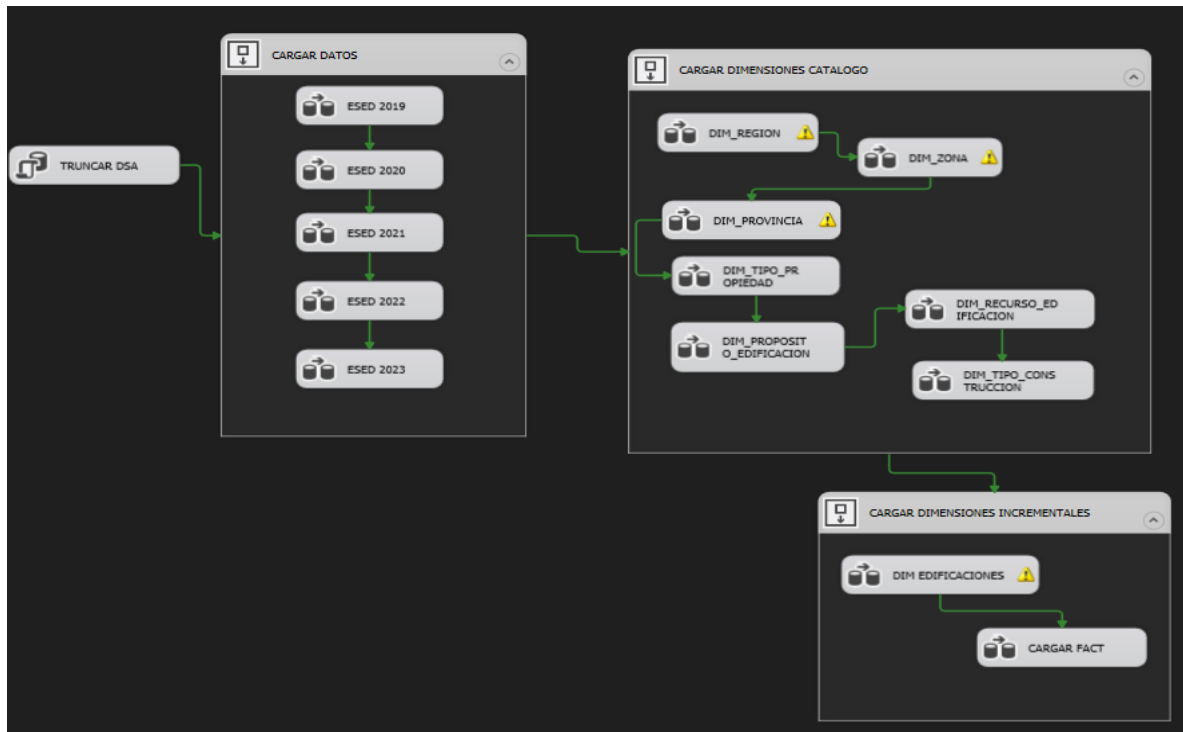 TRUNCAR DSA
CARGAR DATOS
ESED 2019
ESED 2020
ESED 2021
ESED 2022
ESED 2023
CARGAR DIMENSIONES CATALOGO
DIM_REGION
DIM_ZONA
DIM_PROVINCIA
DIM_TIPO_PR
OPIEDAD
DIM_PROPOSIT
O_EDIFICACION
DIM_RECURSO_ED
IFICACION
DIM_TIPO_CONS
TRUCCION
CARGAR DIMENSIONES INCREMENTALES
DIM EDIFICACIONES
CARGAR FACT